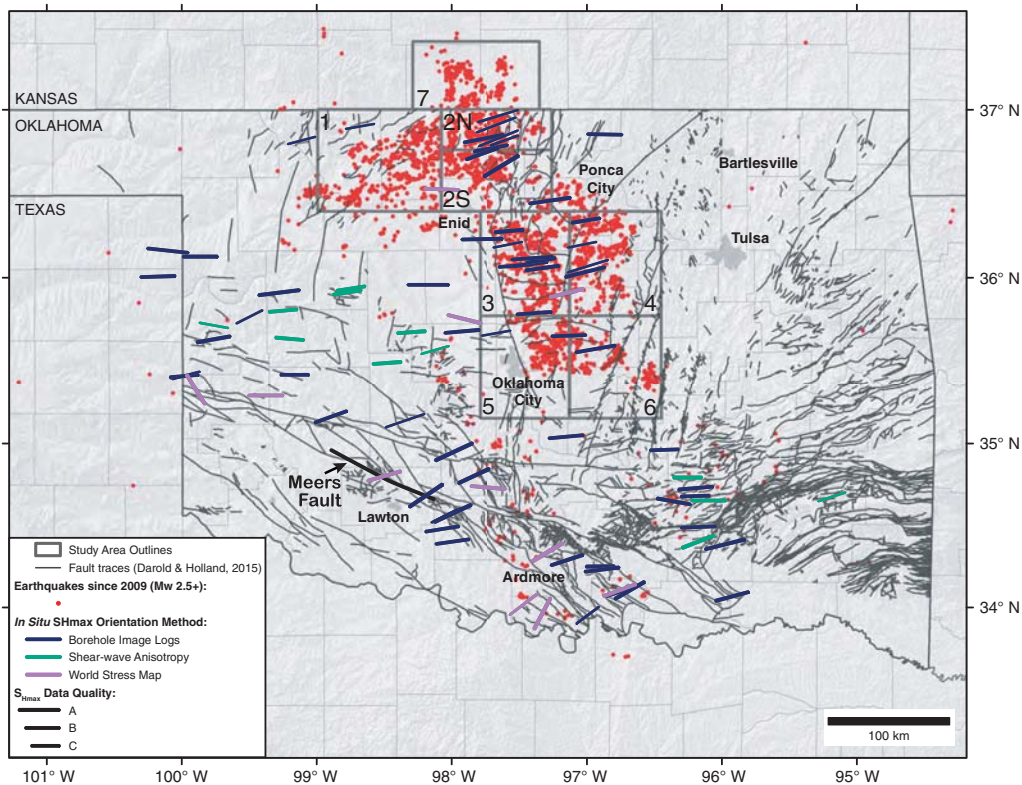 KANSAS
OKLAHOMA
TEXAS
7
1
2N
2S
3
4
5
6
Ponca
City
Bartlesville
Enid
Tulsa
Oklahoma
City
Meers
Fault
Lawton
Ardmore
37° N
36° N
35° N
34° N
Study Area Outlines
Fault traces (Darold & Holland, 2015)
Earthquakes since 2009 (Mw 2.5+):
In Situ SHmax Orientation Method:
Borehole Image Logs
Shear-wave Anisotropy
World Stress Map
SHmax Data Quality:
A
B
C
100 km
101° W
100° W
99° W
98° W
97° W
96° W
95° W